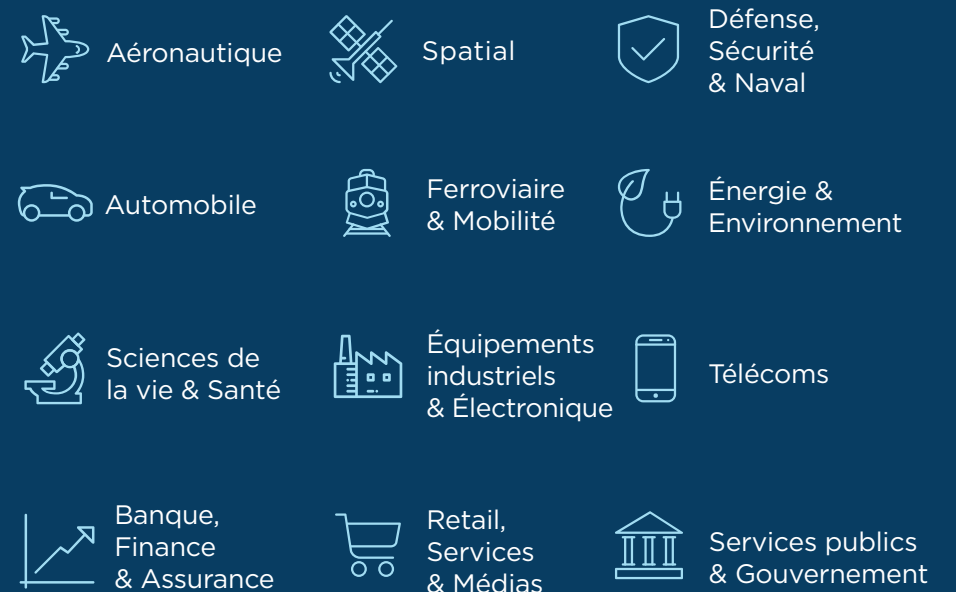 Aéronautique
Spatial
Défense,
Sécurité
& Naval
Automobile
Ferroviaire
& Mobilité
Énergie &
Environnement
Sciences de
la vie & Santé
Équipements
industriels
& Électronique
Télécoms
Banque,
Finance
& Assurance
Retail,
Services
& Médias
Services publics
& Gouvernement